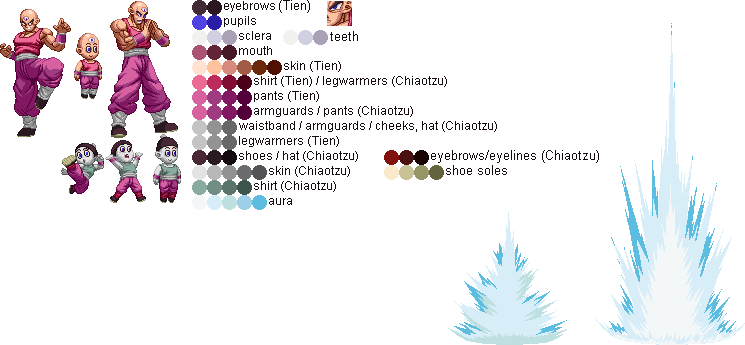 eyebrows (Tien)
pupils
sclera teeth
mouth
skin (Tien)
shirt (Tien) / legwarmers (Chiaotzu)
pants (Tien)
armguards / pants (Chiaotzu)
waistband / armguards / cheeks, hat (Chiaotzu)
legwarmers (Tien)
shoes / hat (Chiaotzu) eyebrows/eyelines (Chiaotzu)
skin (Chiaotzu) shoe soles
shirt (Chiaotzu)
aura